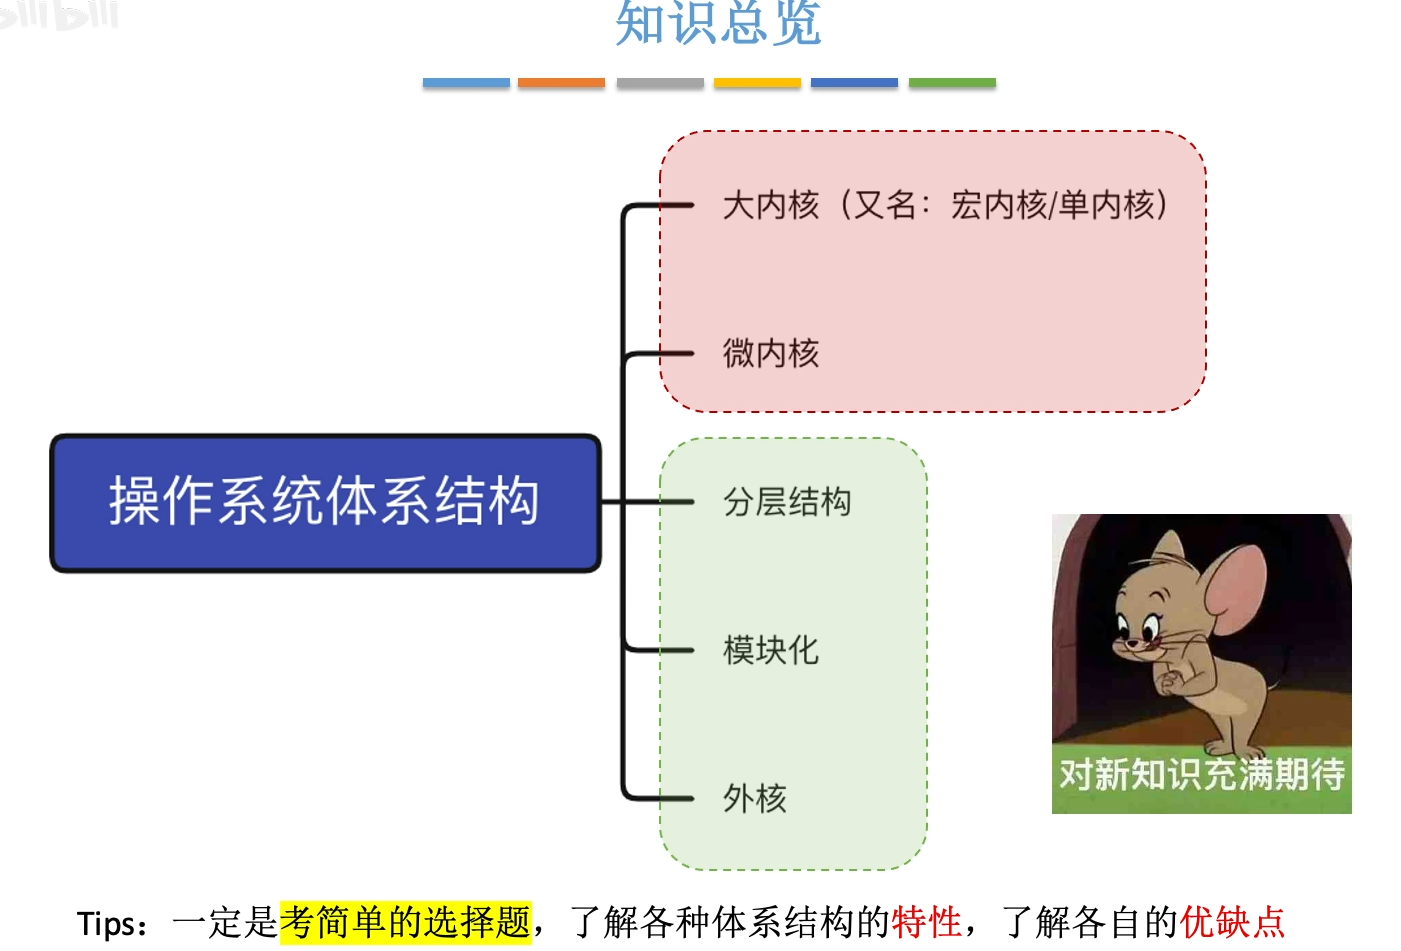 bilibili
知识总览
大内核（又名：宏内核/单内核）
微内核
操作系统体系结构
分层结构
模块化
外核
对新知识充满期待
Tips：一定是考简单的选择题，了解各种体系结构的特性，了解各自的优缺点